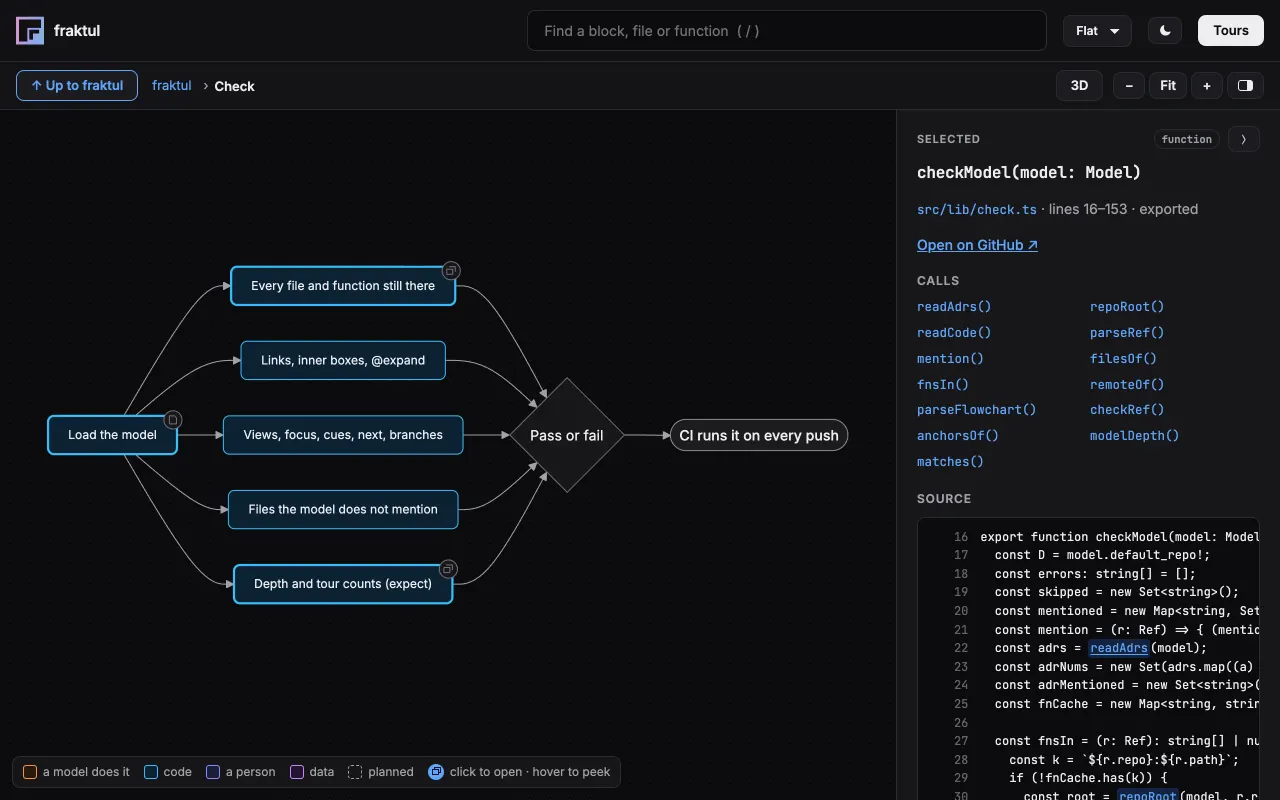 fraktul
Find a block, file or function ( / )
Flat
Tours
↑ Up to fraktul
fraktul › Check
3D
− Fit +
Every file and function still there
Links, inner boxes, @expand
Load the model
Views, focus, cues, next, branches
Pass or fail
CI runs it on every push
Files the model does not mention
Depth and tour counts (expect)
a model does it
code
a person
data
planned
click to open · hover to peek
SELECTED
function
checkModel(model: Model)
src/lib/check.ts · lines 16–153 · exported
Open on GitHub ↗
CALLS
readAdrs() repoRoot()
readCode() parseRef()
mention() filesOf()
fnsIn() remoteOf()
parseFlowchart() checkRef()
anchorsOf() modelDepth()
matches()
SOURCE
16 export function checkModel(model: Model
17 const D = model.default_repo!;
18 const errors: string[] = [];
19 const skipped = new Set<string>();
20 const mentioned = new Map<string, Set
21 const mention = (r: Ref) => { (mentio
22 const adrs = readAdrs(model);
23 const adrNums = new Set(adrs.map((a)
24 const adrMentioned = new Set<string>(
25 const fnCache = new Map<string, strin
26
27 const fnsIn = (r: Ref): string[] | nu
28 const k = `${r.repo}:${r.path}`;
29 if (!fnCache.has(k)) {
30 const root = repoRoot(model, r.r